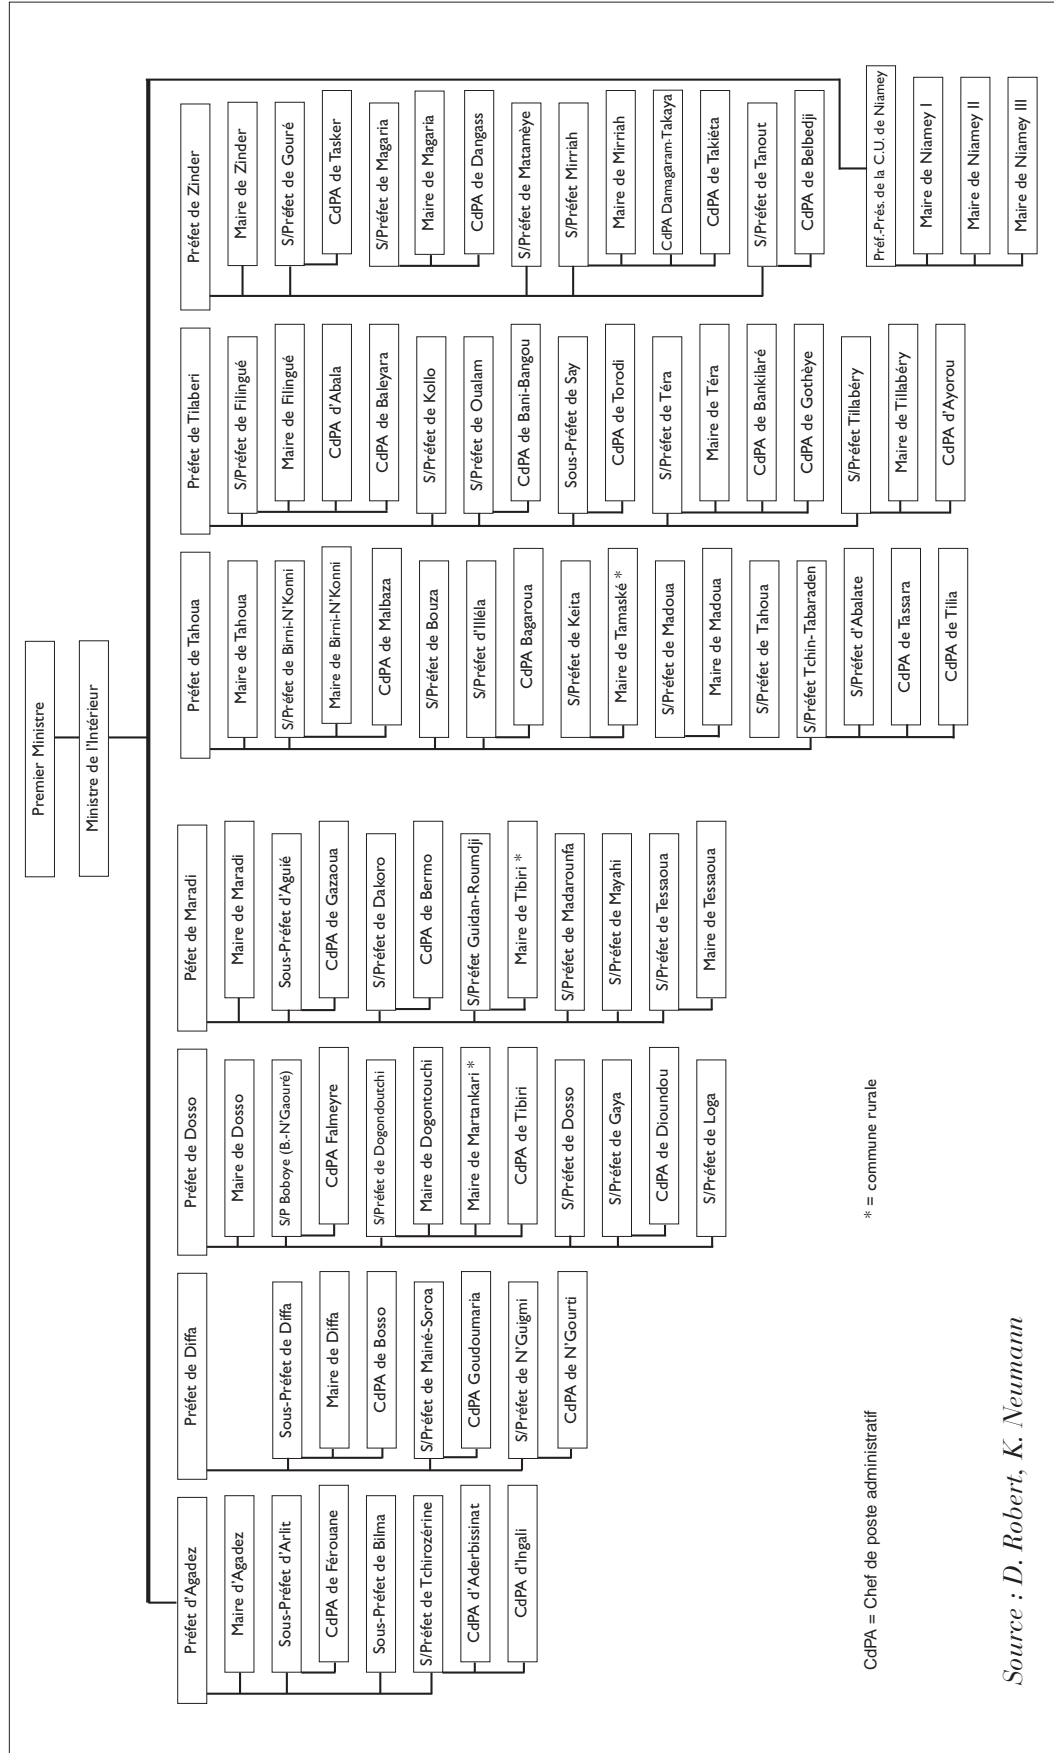 Premier Ministre
Ministre de l'Intérieur
Préfet d'Agadez
Maire d'Agadez
Sous-Préfet d'Arlit
CdPA de Férouane
Sous-Préfet de Bilma
S/Préfet de Tchirozérine
CdPA d'Aderbissinat
CdPA d'Ingali
Préfet de Diffa
Sous-Préfet de Diffa
Maire de Diffa
CdPA de Bosso
S/Préfet de Mainé-Soroa
CdPA Goudoumaria
S/Préfet de N'Guigmi
CdPA de N'Gourti
Préfet de Dosso
Maire de Dosso
S/P Boboye (B.-N'Gaouré)
CdPA Falmeyre
S/Préfet de Dogondoutchi
Maire de Dogontouchi
Maire de Martankari *
CdPA de Tibiri
S/Préfet de Dosso
S/Préfet de Gaya
CdPA de Dioundou
S/Préfet de Loga
Péfet de Maradi
Maire de Maradi
Sous-Préfet d'Aguié
CdPA de Gazaoua
S/Préfet de Dakoro
CdPA de Bermo
S/Préfet Guidan-Roumdji
Maire de Tibiri *
S/Préfet de Madarounfa
S/Préfet de Mayahi
S/Préfet de Tessaoua
Maire de Tessaoua
Préfet de Tahoua
Maire de Tahoua
S/Préfet de Birni-N'Konni
Maire de Birni-N'Konni
CdPA de Malbaza
S/Préfet de Bouza
S/Préfet d'Illéla
CdPA Bagaroua
S/Préfet de Keita
Maire de Tamaské *
S/Préfet de Madoua
Maire de Madoua
S/Préfet de Tahoua
S/Préfet Tchin-Tabaraden
S/Préfet d'Abalate
CdPA de Tassara
CdPA de Tilia
Préfet de Tilaberi
S/Préfet de Filingué
Maire de Filingué
CdPA d'Abala
CdPA de Baleyara
S/Préfet de Kollo
S/Préfet de Oualam
CdPA de Bani-Bangou
Sous-Préfet de Say
CdPA de Torodi
S/Préfet de Téra
Maire de Téra
CdPA de Bankilaré
CdPA de Gothèye
S/Préfet Tillabéry
Maire de Tillabéry
CdPA d'Ayorou
Préfet de Zinder
Maire de Zinder
S/Préfet de Gouré
CdPA de Tasker
S/Préfet de Magaria
Maire de Magaria
CdPA de Dangass
S/Préfet de Matamèye
S/Préfet Mirriah
Maire de Mirriah
CdPA Damagaram-Takaya
CdPA de Takiéta
S/Préfet de Tanout
CdPA de Belbedji
Préf.-Prés. de la C.U. de Niamey
Maire de Niamey I
Maire de Niamey II
Maire de Niamey III
CdPA = Chef de poste administratif
* = commune rurale
Source : D. Robert, K. Neumann